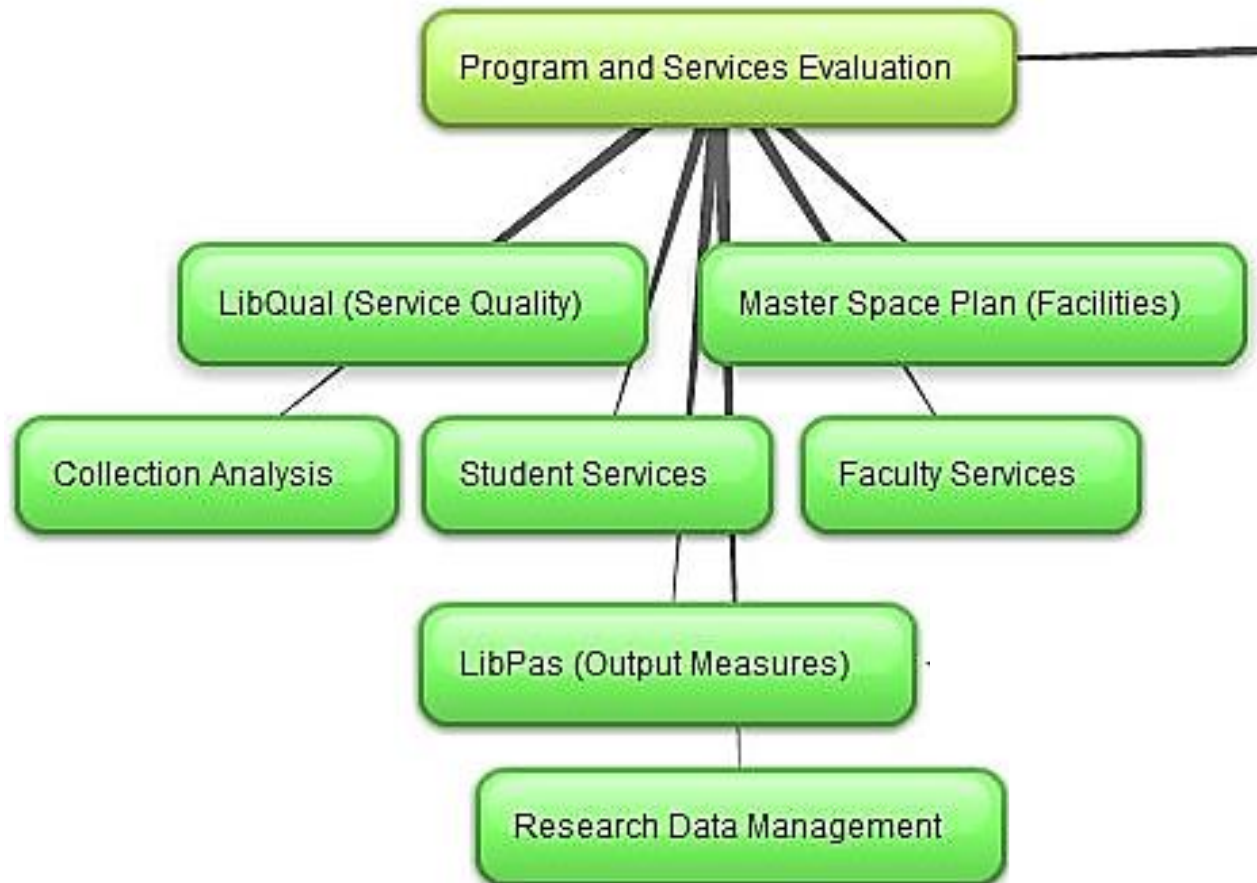 Program and Services Evaluation
LibQual (Service Quality)
Master Space Plan (Facilities)
Collection Analysis
Student Services
Faculty Services
LibPas (Output Measures)
Research Data Management